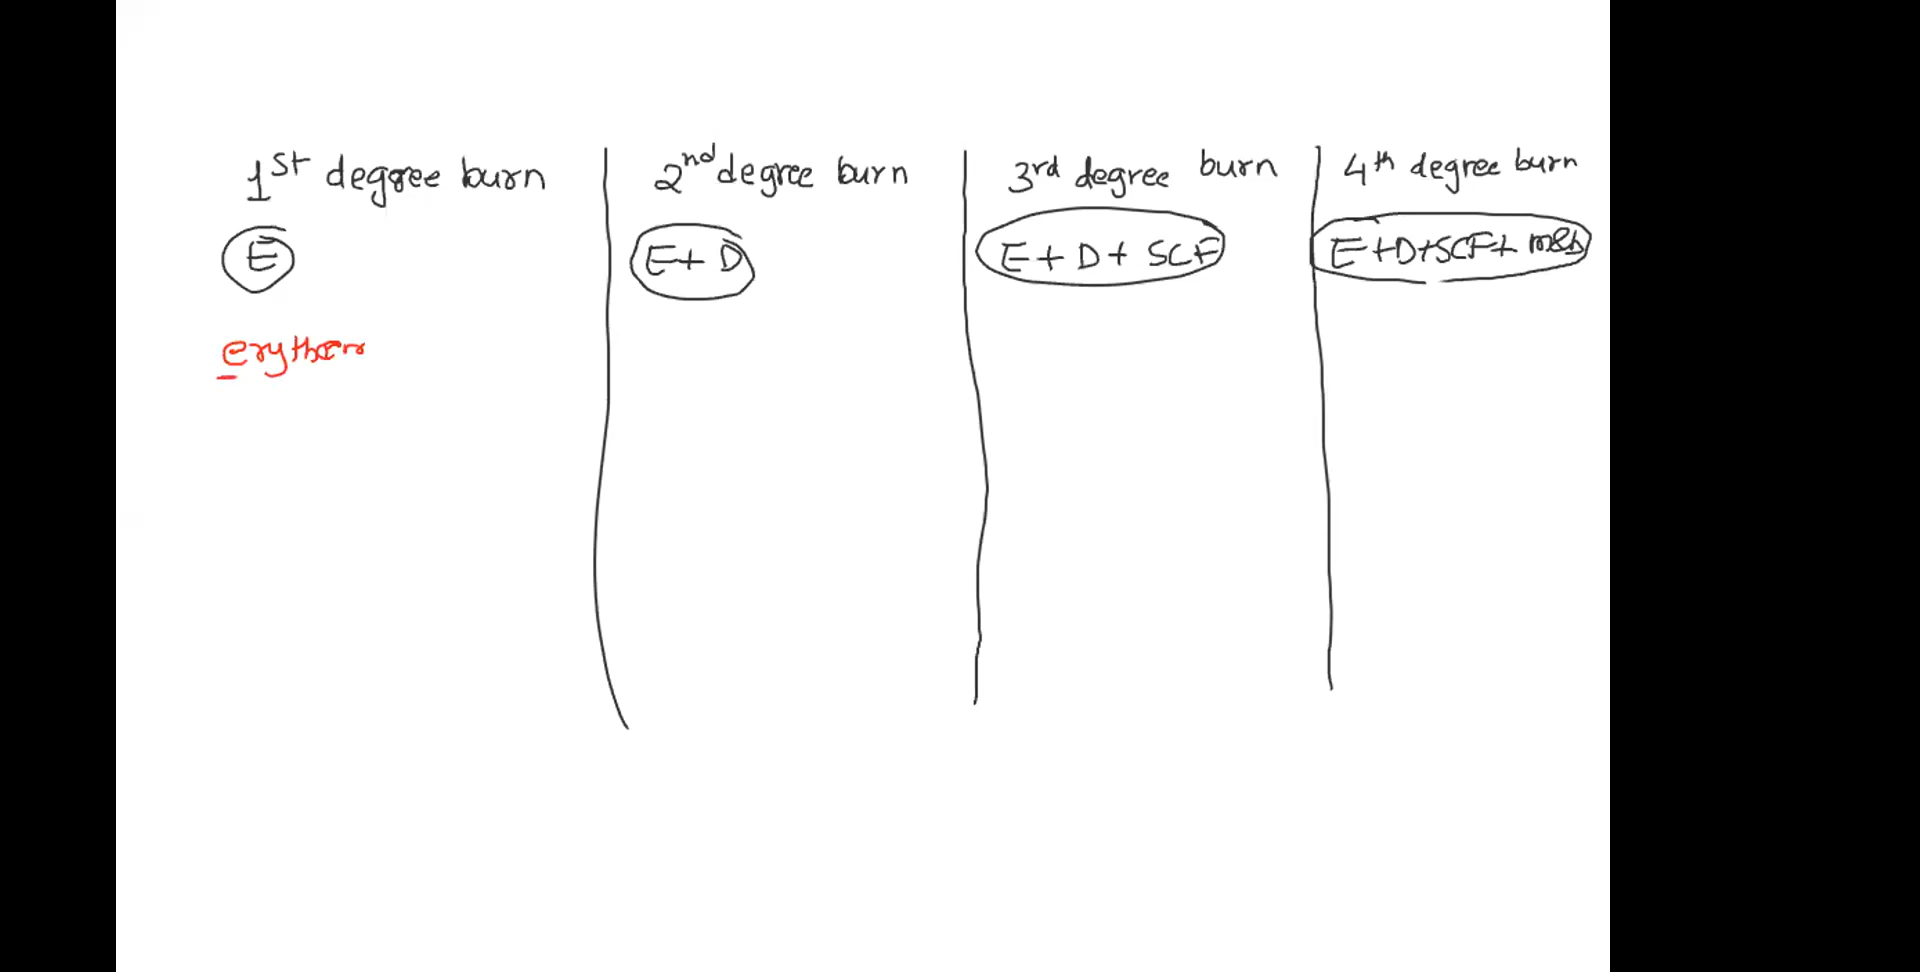 1st degree burn
E
erythem
2nd degree burn
E+ D
3rd degree burn
E + D + SCF
4th degree burn
E+D+SCF+ m&b